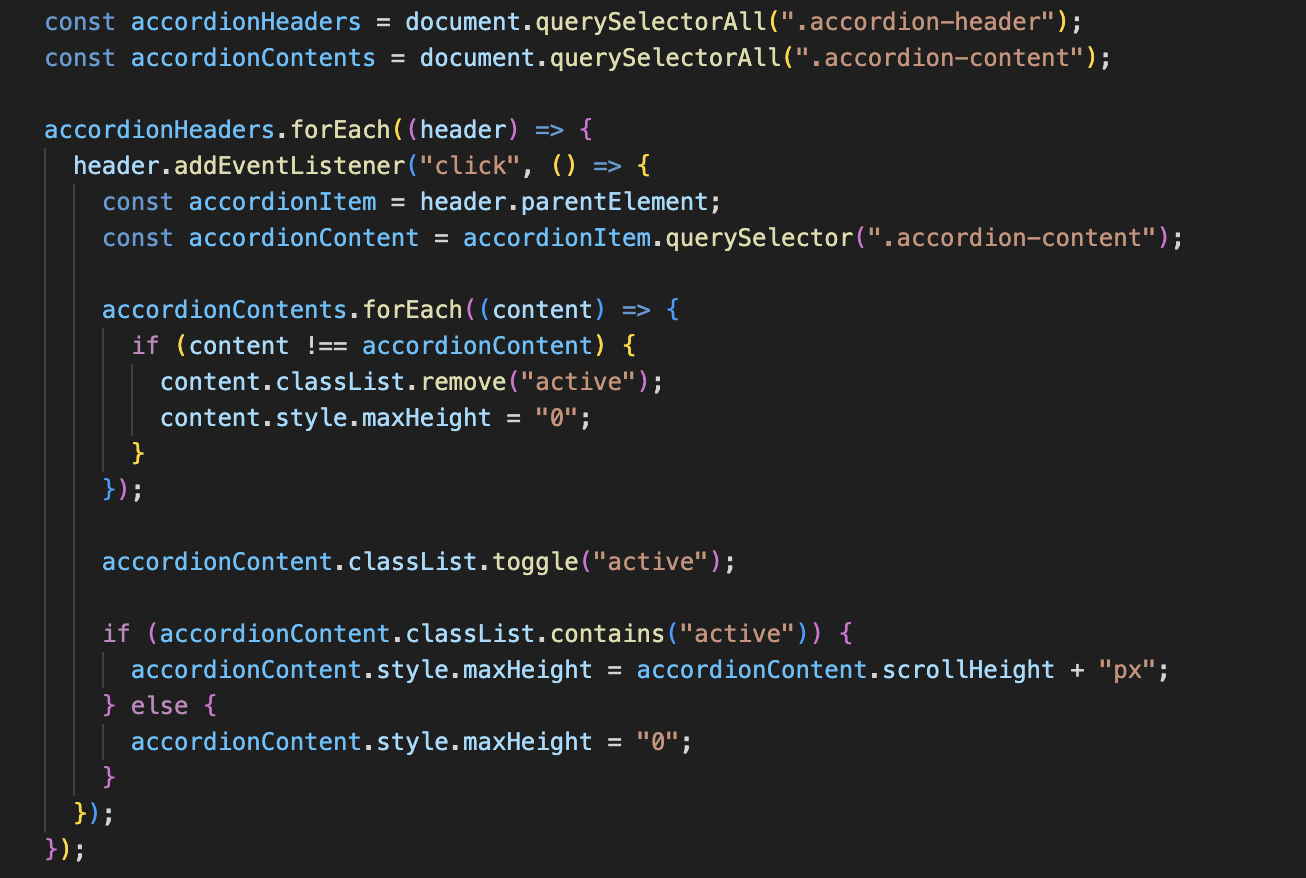 const accordionHeaders = document.querySelectorAll(".accordion-header");
const accordionContents = document.querySelectorAll(".accordion-content");

accordionHeaders.forEach((header) => {
  header.addEventListener("click", () => {
    const accordionItem = header.parentElement;
    const accordionContent = accordionItem.querySelector(".accordion-content");

    accordionContents.forEach((content) => {
      if (content !== accordionContent) {
        content.classList.remove("active");
        content.style.maxHeight = "0";
      }
    });

    accordionContent.classList.toggle("active");

    if (accordionContent.classList.contains("active")) {
      accordionContent.style.maxHeight = accordionContent.scrollHeight + "px";
    } else {
      accordionContent.style.maxHeight = "0";
    }
  });
});